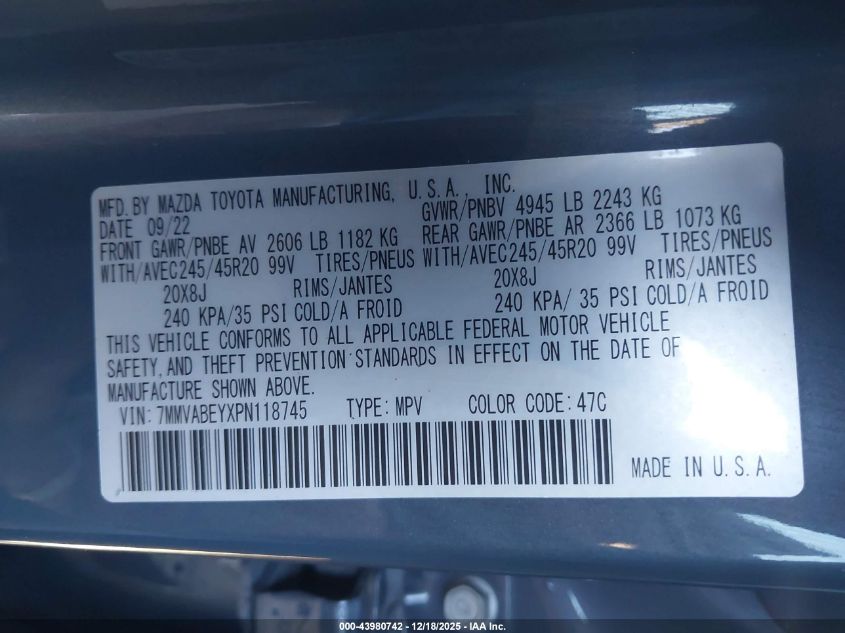 MFD. BY MAZDA TOYOTA MANUFACTURING, U.S.A., INC.
DATE 09/22 GVWR/PNBV 4945 LB 2243 KG
FRONT GAWR/PNBE AV 2606 LB 1182 KG REAR GAWR/PNBE AR 2366 LB 1073 KG
WITH/AVEC245/45R20 99V TIRES/PNEUS WITH/AVEC245/45R20 99V TIRES/PNEUS
20X8J RIMS/JANTES 20X8J RIMS/JANTES
240 KPA/35 PSI COLD/A FROID 240 KPA/ 35 PSI COLD/A FROID
THIS VEHICLE CONFORMS TO ALL APPLICABLE FEDERAL MOTOR VEHICLE
SAFETY, AND THEFT PREVENTION STANDARDS IN EFFECT ON THE DATE OF
MANUFACTURE SHOWN ABOVE.
VIN: 7MMVABEYXPN118745 TYPE: MPV COLOR CODE: 47C
MADE IN U.S.A.
000-43980742 – 12/18/2025 – IAA Inc.